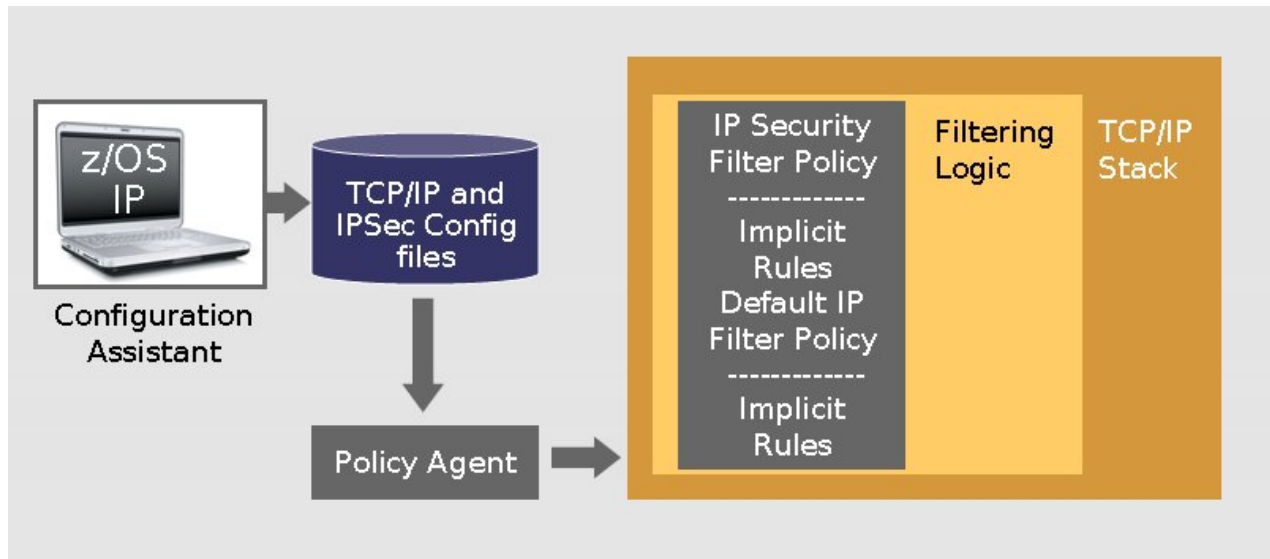 z/OS
IP
Configuration
Assistant
TCP/IP and
IPSec Config
files
Policy Agent
IP Security
Filter Policy
-------------
Implicit
Rules
Default IP
Filter Policy
-------------
Implicit
Rules
Filtering
Logic
TCP/IP
Stack